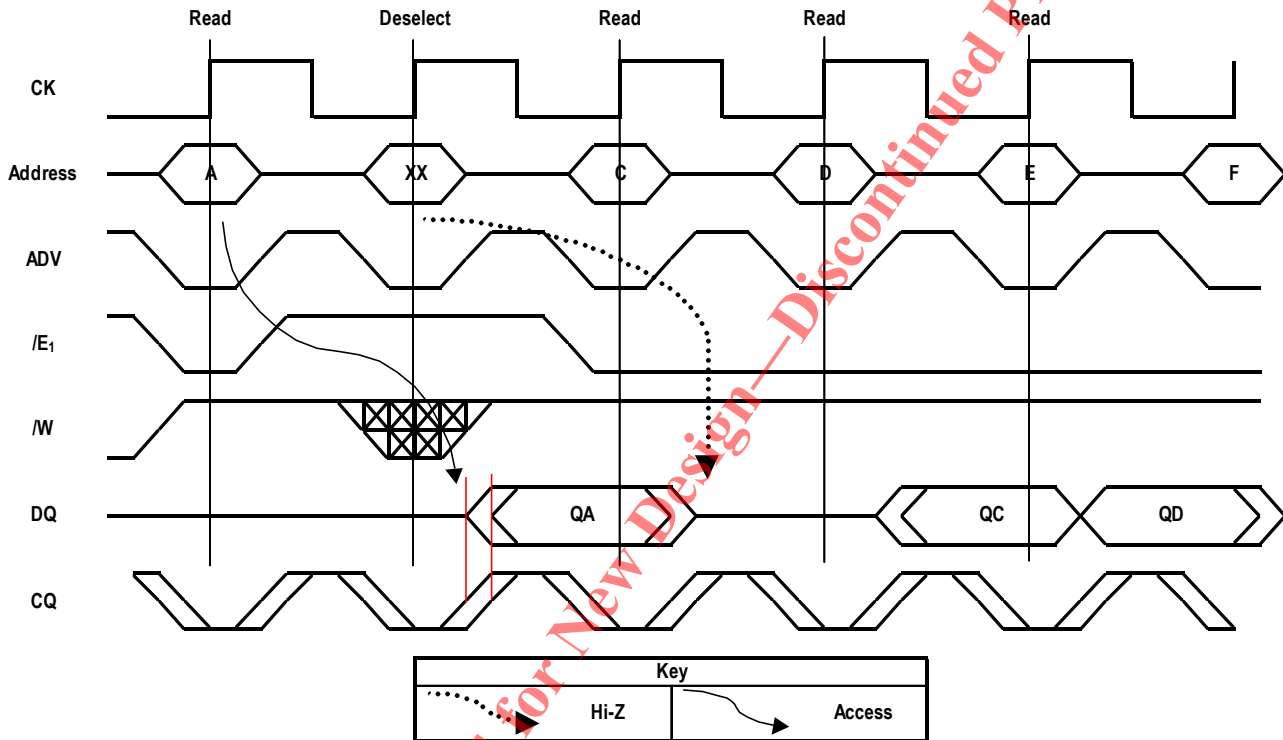 Read Deselect Read Read Read
CK
Address A XX C D E F
ADV
/E1
/W
DQ QA QC QD
CQ
Key
Hi-Z Access
for New Design—Discontinued P